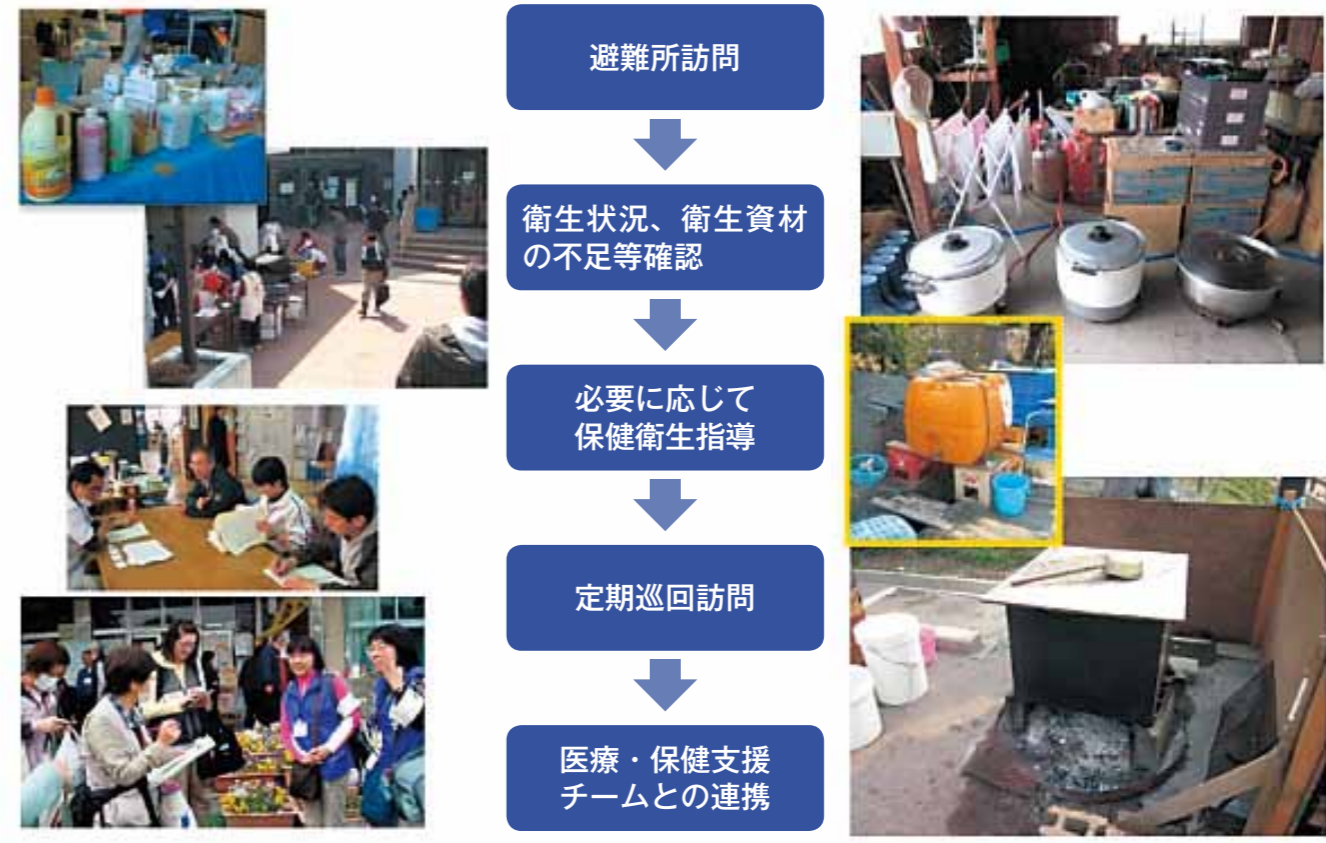 避難所訪問
衛生状況、衛生資材
の不足等確認
必要に応じて
保健衛生指導
定期巡回訪問
医療・保健支援
チームとの連携